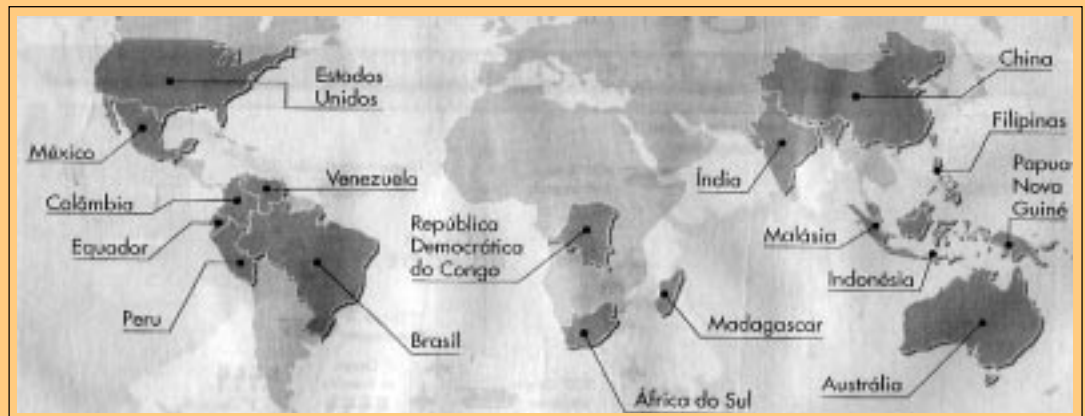 Estados
Unidos
México
Venezuela
Colâmbia
Equador
Peru
Brasil
República
Democrática
do Congo
África do Sul
Madagascar
China
Filipinas
Índia
Papua-
Nova
Guiné
Malásia
Indonésia
Austrália